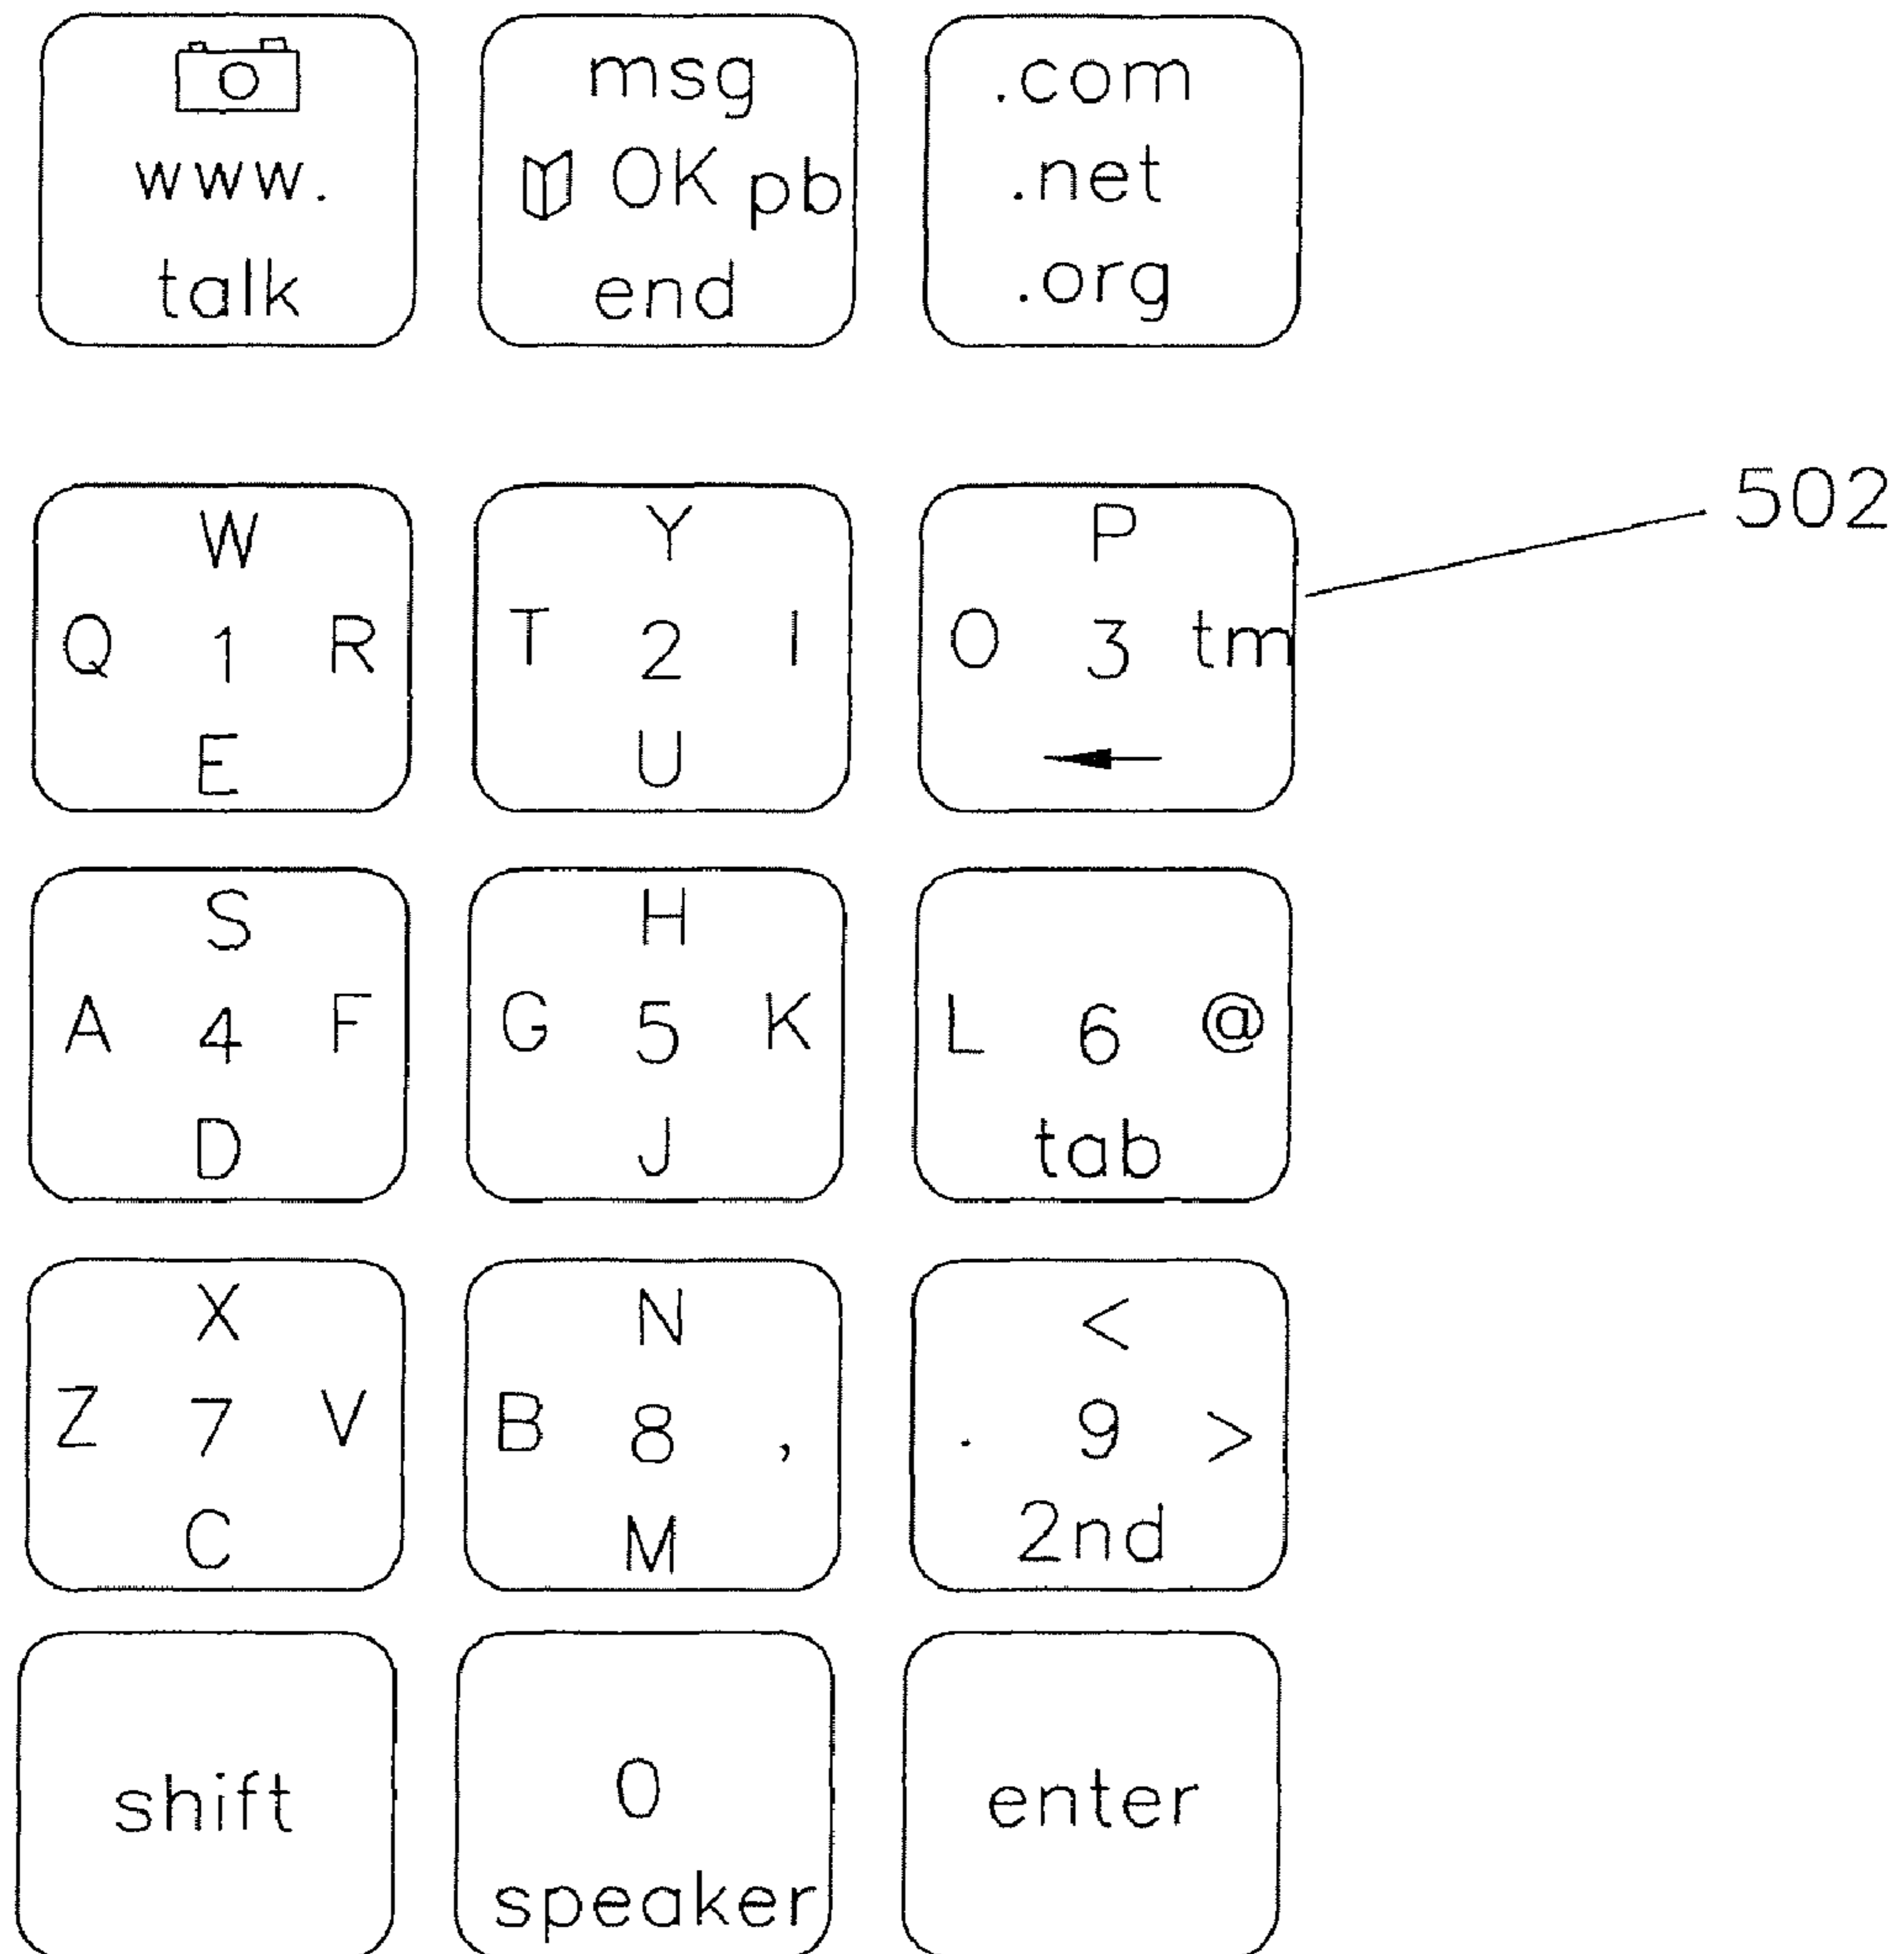 msg .com
www. OK pb .net
talk end .org
502
W Y P
Q 1 R T 2 I O 3 tm
E U
S H
A 4 F G 5 K L 6 @
D J tab
X N <
Z 7 V B 8 , . 9 >
C M 2nd
shift 0 enter
speaker